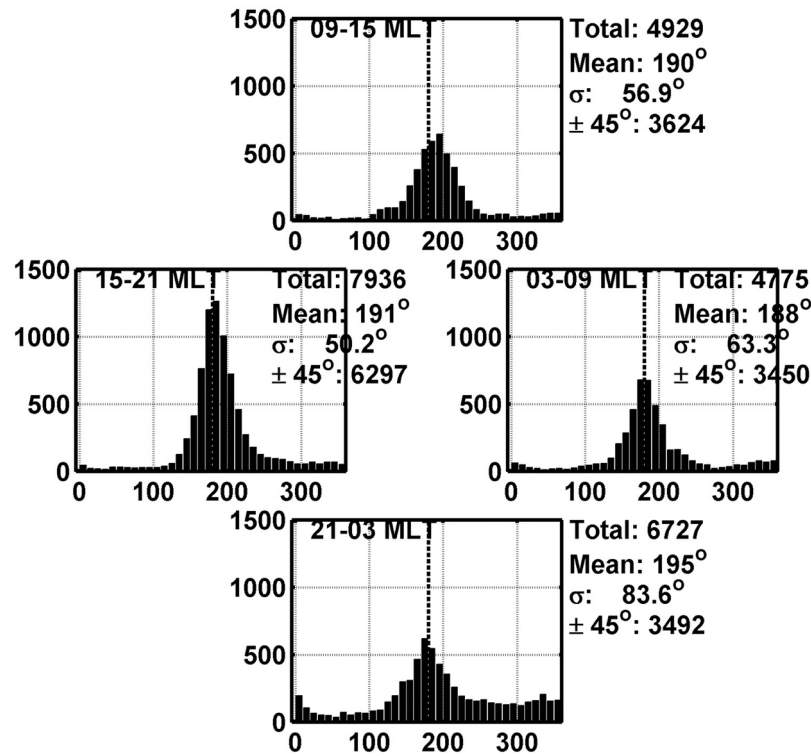 1500
1000
500
0
0 100 200 300
09-15 MLT
Total: 4929
Mean: 190°
σ: 56.9°
± 45°: 3624
1500
1000
500
0
0 100 200 300
15-21 MLT
Total: 7936
Mean: 191°
σ: 50.2°
± 45°: 6297
1500
1000
500
0
0 100 200 300
03-09 MLT
Total: 4775
Mean: 188°
σ: 63.3°
± 45°: 3450
1500
1000
500
0
0 100 200 300
21-03 MLT
Total: 6727
Mean: 195°
σ: 83.6°
± 45°: 3492